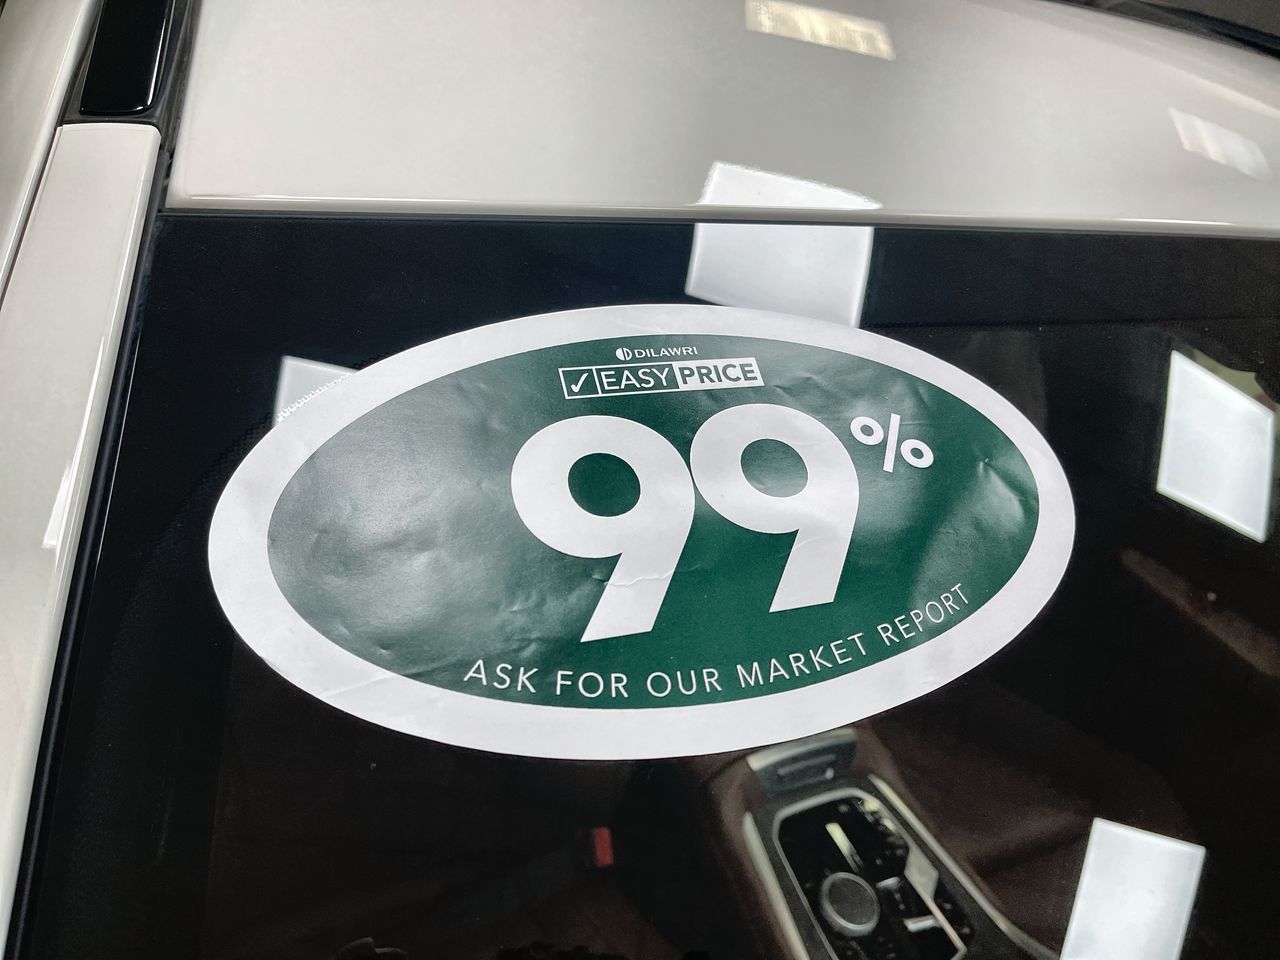 DILAWRI
✓ EASY PRICE
99%
ASK FOR OUR MARKET REPORT